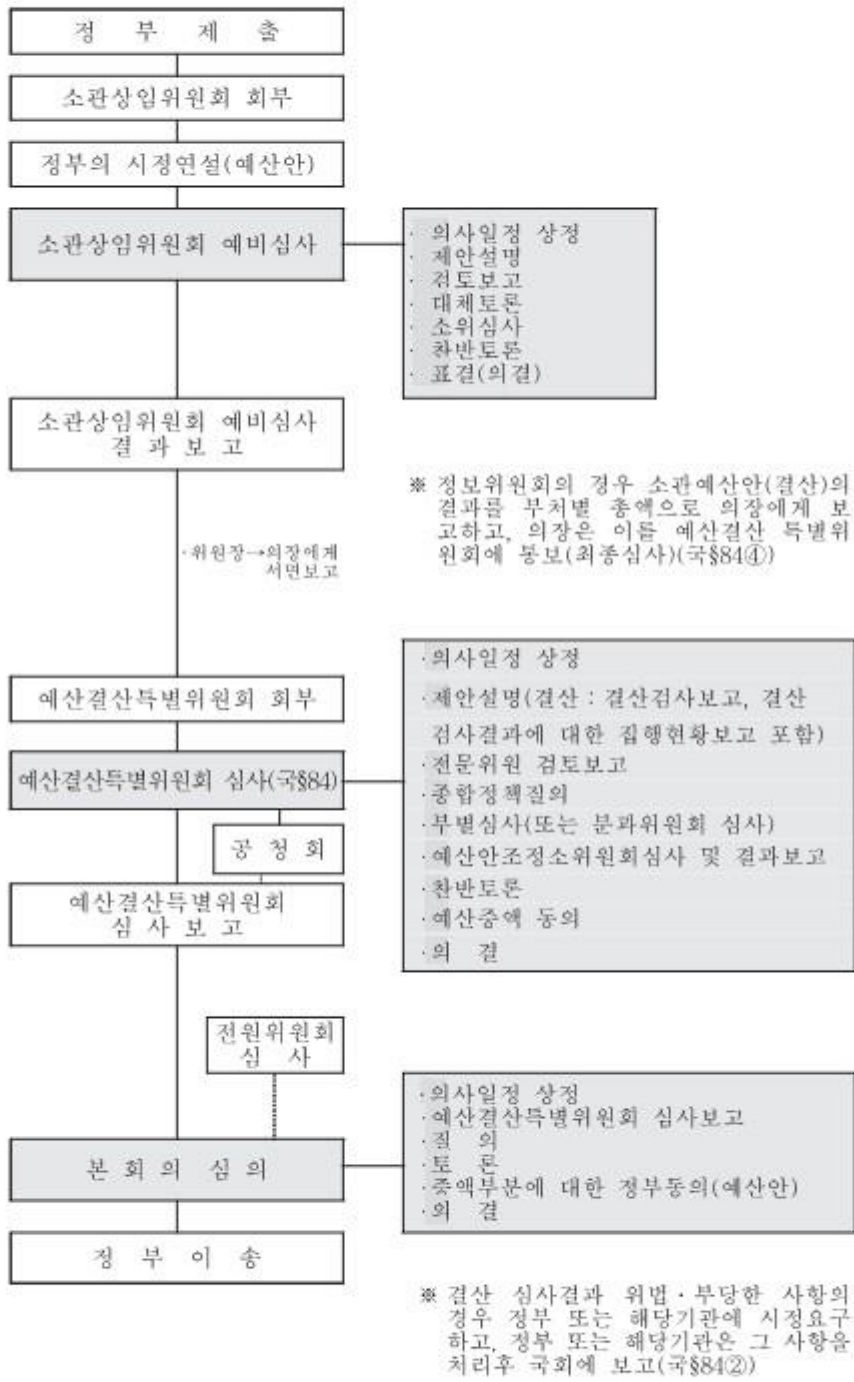 정 부 제 출
소관상임위원회 회부
정부의 시정연설(예산안)
소관상임위원회 예비심사
· 의사일정 상정
· 제안설명
· 검토보고
· 대체토론
· 소위심사
· 찬반토론
· 표결(의결)
소관상임위원회 예비심사
결 과 보 고
※ 정보위원회의 경우 소관예산안(결산)의
결과를 부처별 총액으로 의장에게 보
고하고, 의장은 이를 예산결산 특별위
원회에 통보(최종심사)(국§84④)
·위원장→의장에게
서면보고
예산결산특별위원회 회부
예산결산특별위원회 심사(국§84)
·의사일정 상정
·제안설명(결산 : 결산검사보고, 결산
검사결과에 대한 집행현황보고 포함)
·전문위원 검토보고
·종합정책질의
·부별심사(또는 분과위원회 심사)
·예산안조정소위원회심사 및 결과보고
·찬반토론
·예산증액 동의
·의 결
공 청 회
예산결산특별위원회
심 사 보 고
전원위원회
심 사
본 회 의 심 의
·의사일정 상정
·예산결산특별위원회 심사보고
·질 의
·토 론
·증액부분에 대한 정부동의(예산안)
·의 결
정 부 이 송
※ 결산 심사결과 위법·부당한 사항의
경우 정부 또는 해당기관에 시정요구
하고, 정부 또는 해당기관은 그 사항을
처리후 국회에 보고(국§84②)